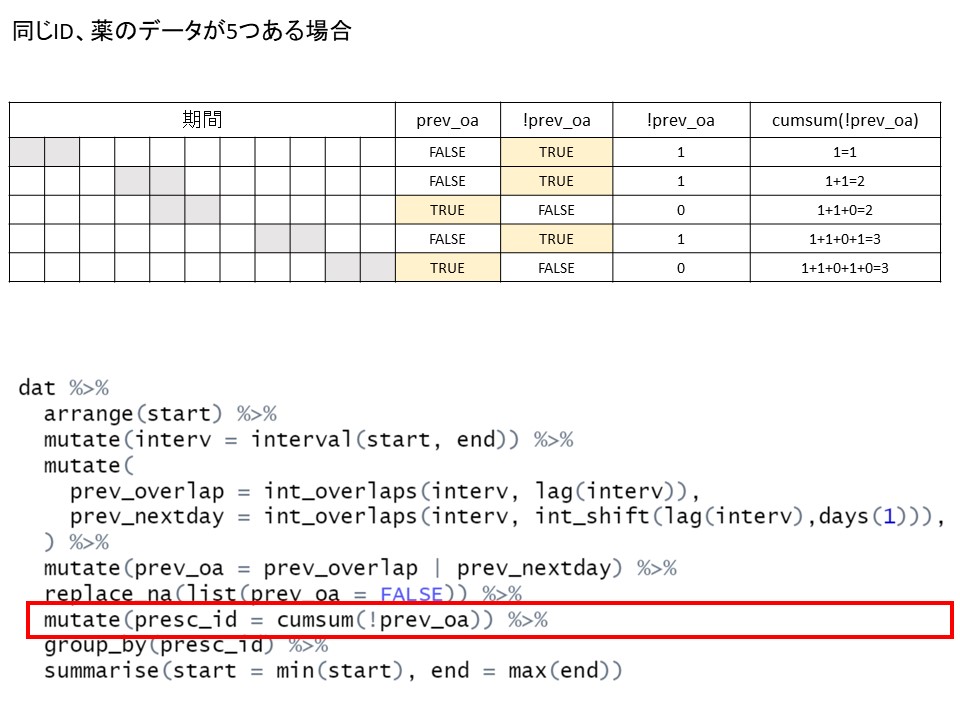 同じID、薬のデータが5つある場合
期間 prev_oa !prev_oa !prev_oa cumsum(!prev_oa)
FALSE TRUE 1 1=1
FALSE TRUE 1 1+1=2
TRUE FALSE 0 1+1+0=2
FALSE TRUE 1 1+1+0+1=3
TRUE FALSE 0 1+1+0+1+0=3
dat %>%
  arrange(start) %>%
  mutate(interv = interval(start, end)) %>%
  mutate(
    prev_overlap = int_overlaps(interv, lag(interv)),
    prev_nextday = int_overlaps(interv, int_shift(lag(interv),days(1))),
  ) %>%
  mutate(prev_oa = prev_overlap | prev_nextday) %>%
  replace_na(list(prev_oa = FALSE)) %>%
  mutate(presc_id = cumsum(!prev_oa)) %>%
  group_by(presc_id) %>%
  summarise(start = min(start), end = max(end))